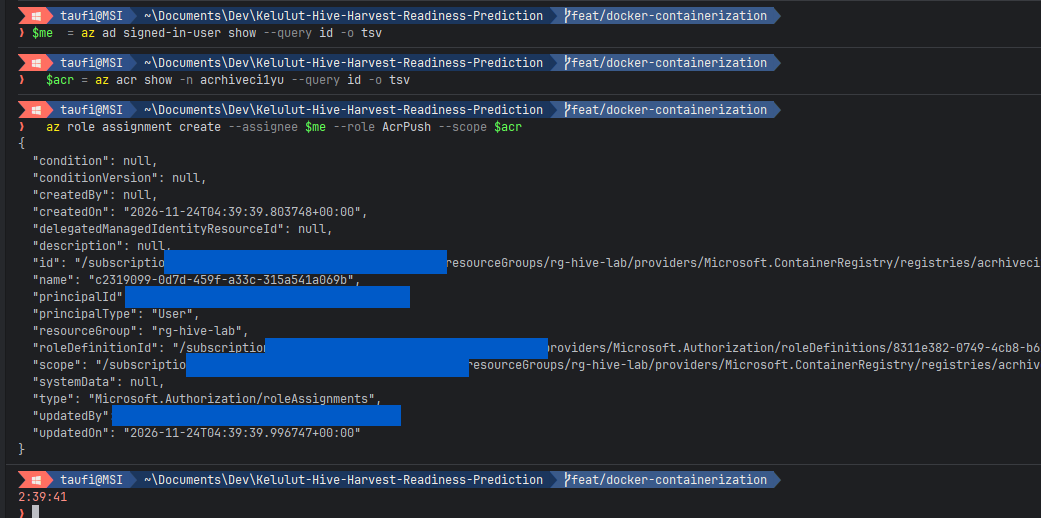 taufi@MSI ~\Documents\Dev\Kelulut-Hive-Harvest-Readiness-Prediction feat/docker-containerization
❯ $me = az ad signed-in-user show --query id -o tsv
taufi@MSI ~\Documents\Dev\Kelulut-Hive-Harvest-Readiness-Prediction feat/docker-containerization
❯ $acr = az acr show -n acrhiveci1yu --query id -o tsv
taufi@MSI ~\Documents\Dev\Kelulut-Hive-Harvest-Readiness-Prediction feat/docker-containerization
❯ az role assignment create --assignee $me --role AcrPush --scope $acr
{
"condition": null,
"conditionVersion": null,
"createdBy": null,
"createdOn": "2026-11-24T04:39:39.803748+00:00",
"delegatedManagedIdentityResourceId": null,
"description": null,
"id": "/subscriptio resourceGroups/rg-hive-lab/providers/Microsoft.ContainerRegistry/registries/acrhiveci
"name": "c2319099-0d7d-459f-a33c-315a541a069b",
"principalId"
"principalType": "User",
"resourceGroup": "rg-hive-lab",
"roleDefinitionId": "/subscription providers/Microsoft.Authorization/roleDefinitions/8311e382-0749-4cb8-b6
"scope": "/subscriptio resourceGroups/rg-hive-lab/providers/Microsoft.ContainerRegistry/registries/acrhiv
"systemData": null,
"type": "Microsoft.Authorization/roleAssignments",
"updatedBy"
"updatedOn": "2026-11-24T04:39:39.996747+00:00"
}
taufi@MSI ~\Documents\Dev\Kelulut-Hive-Harvest-Readiness-Prediction feat/docker-containerization
2:39:41
❯